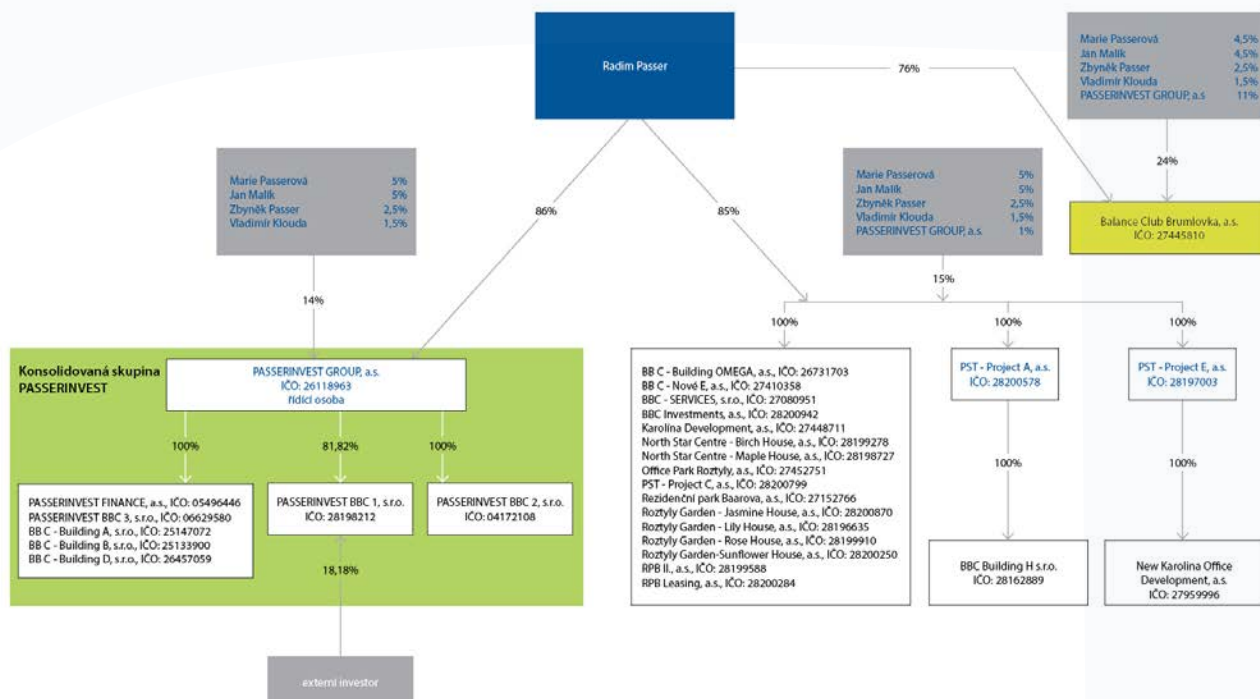 Radim Passer
76%
Marie Passerová 4,5%
Jan Malík 4,5%
Zbyněk Passer 2,5%
Vladimír Klouda 1,5%
PASSERINVEST GROUP, a.s 11%
24%
Balance Club Brumlovka, a.s.
IČO: 27445810
Marie Passerová 5%
Jan Malík 5%
Zbyněk Passer 2,5%
Vladimír Klouda 1,5%
14%
86%
85%
Marie Passerová 5%
Jan Malík 5%
Zbyněk Passer 2,5%
Vladimír Klouda 1,5%
PASSERINVEST GROUP, a.s. 1%
15%
Konsolidovaná skupina
PASSERINVEST
PASSERINVEST GROUP, a.s.
IČO: 26118963
řídící osoba
100%
81,82%
100%
PASSERINVEST FINANCE, a.s., IČO: 05496446
PASSERINVEST BBC 3, s.r.o., IČO: 06629580
BB C - Building A, s.r.o., IČO: 25147072
BB C - Building B, s.r.o., IČO: 25133900
BB C - Building D, s.r.o., IČO: 26457059
PASSERINVEST BBC 1, s.r.o.
IČO: 28198212
PASSERINVEST BBC 2, s.r.o.
IČO: 04172108
18,18%
externí investor
100%
100%
100%
BB C - Building OMEGA, a.s., IČO: 26731703
BB C - Nové E, a.s., IČO: 27410358
BBC - SERVICES, s.r.o., IČO: 27080951
BBC Investments, a.s., IČO: 28200942
Karolína Development, a.s., IČO: 27448711
North Star Centre - Birch House, a.s., IČO: 28199278
North Star Centre - Maple House, a.s., IČO: 28198727
Office Park Roztyly, a.s., IČO: 27452751
PST - Project C, a.s., IČO: 28200799
Rezidenční park Baarova, a.s., IČO: 27152766
Roztyly Garden - Jasmine House, a.s., IČO: 28200870
Roztyly Garden - Lily House, a.s., IČO: 28196635
Roztyly Garden - Rose House, a.s., IČO: 28199910
Roztyly Garden-Sunflower House, a.s., IČO: 28200250
RPB II., a.s., IČO: 28199588
RPB Leasing, a.s., IČO: 28200284
PST - Project A, a.s.
IČO: 28200578
100%
BBC Building H s.r.o.
IČO: 28162889
PST - Project E, a.s.
IČO: 28197003
100%
New Karolina Office
Development, a.s.
IČO: 27959996